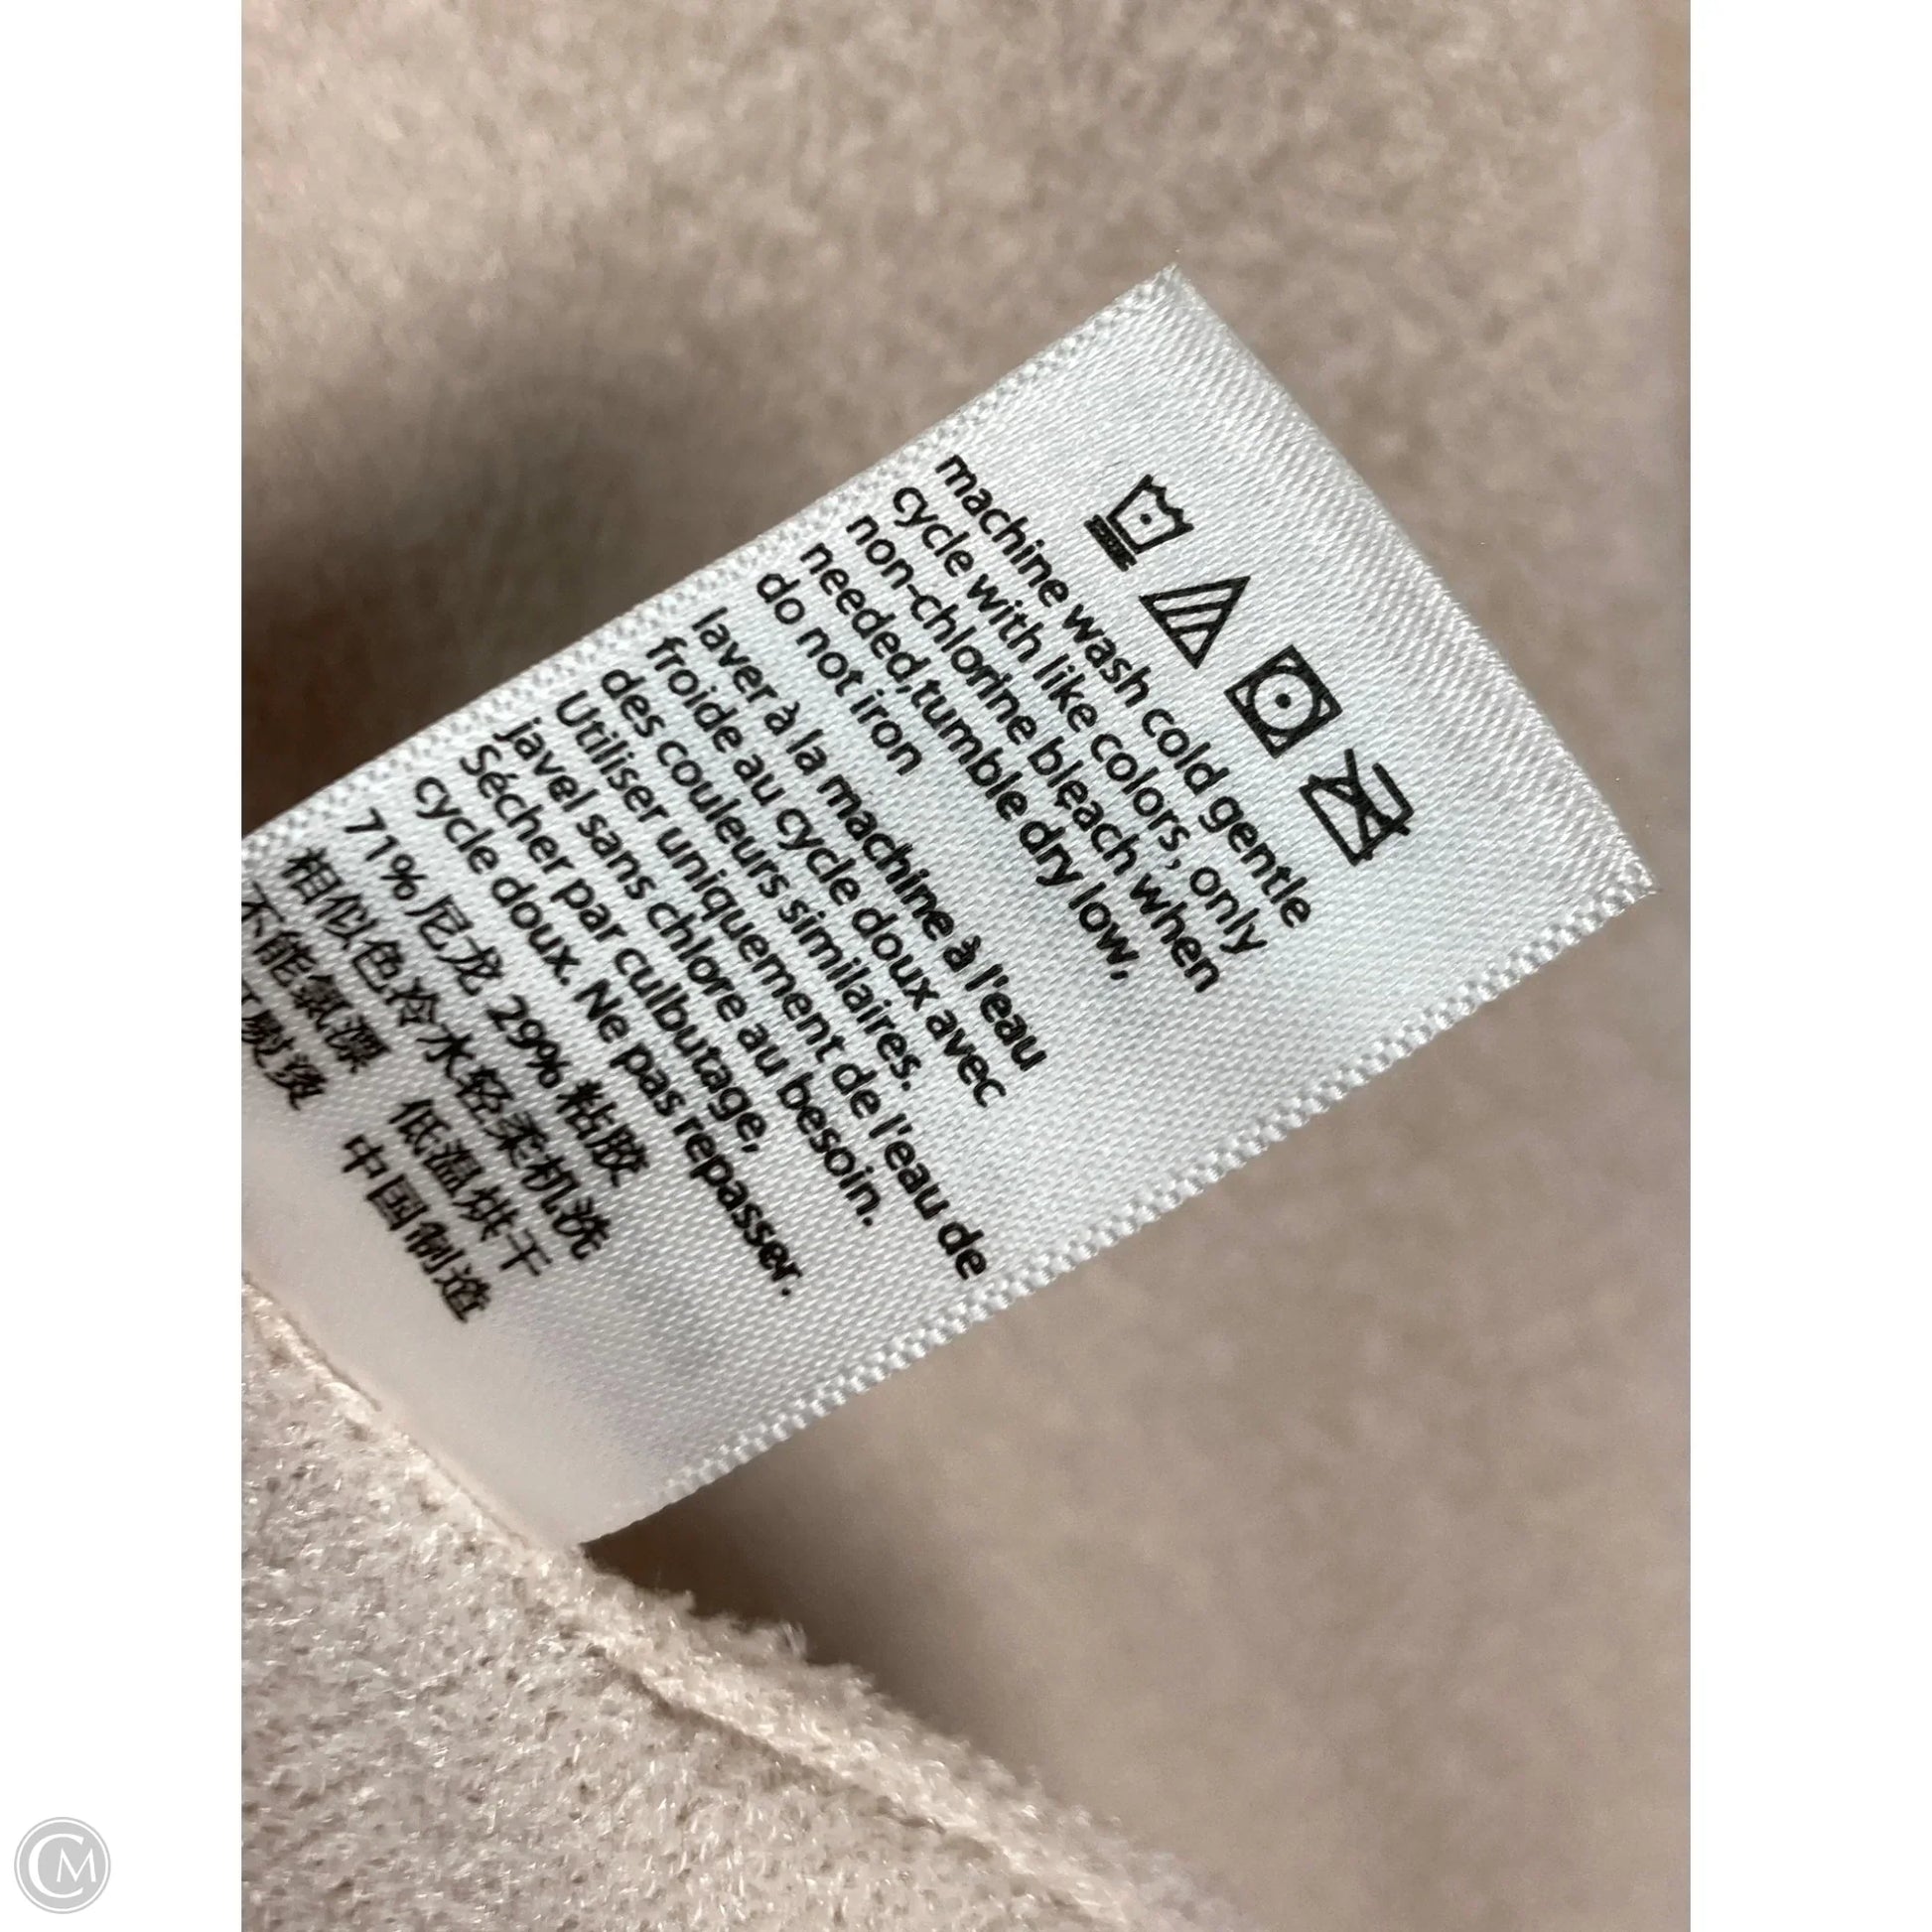 machine wash cold gentle
cycle with like colors, only
non-chlorine bleach when
needed,tumble dry low,
do not iron
laver à la machine à l'eau
froide au cycle doux avec
des couleurs similaires.
Utiliser uniquement de l'eau de
javel sans chlore au besoin.
Sécher par culbutage,
cycle doux. Ne pas repasser.
71% 尼龙 29% 粘胶
相似色冷水轻柔机洗
不能氯漂 低温烘干
熨烫 中国制造
CM